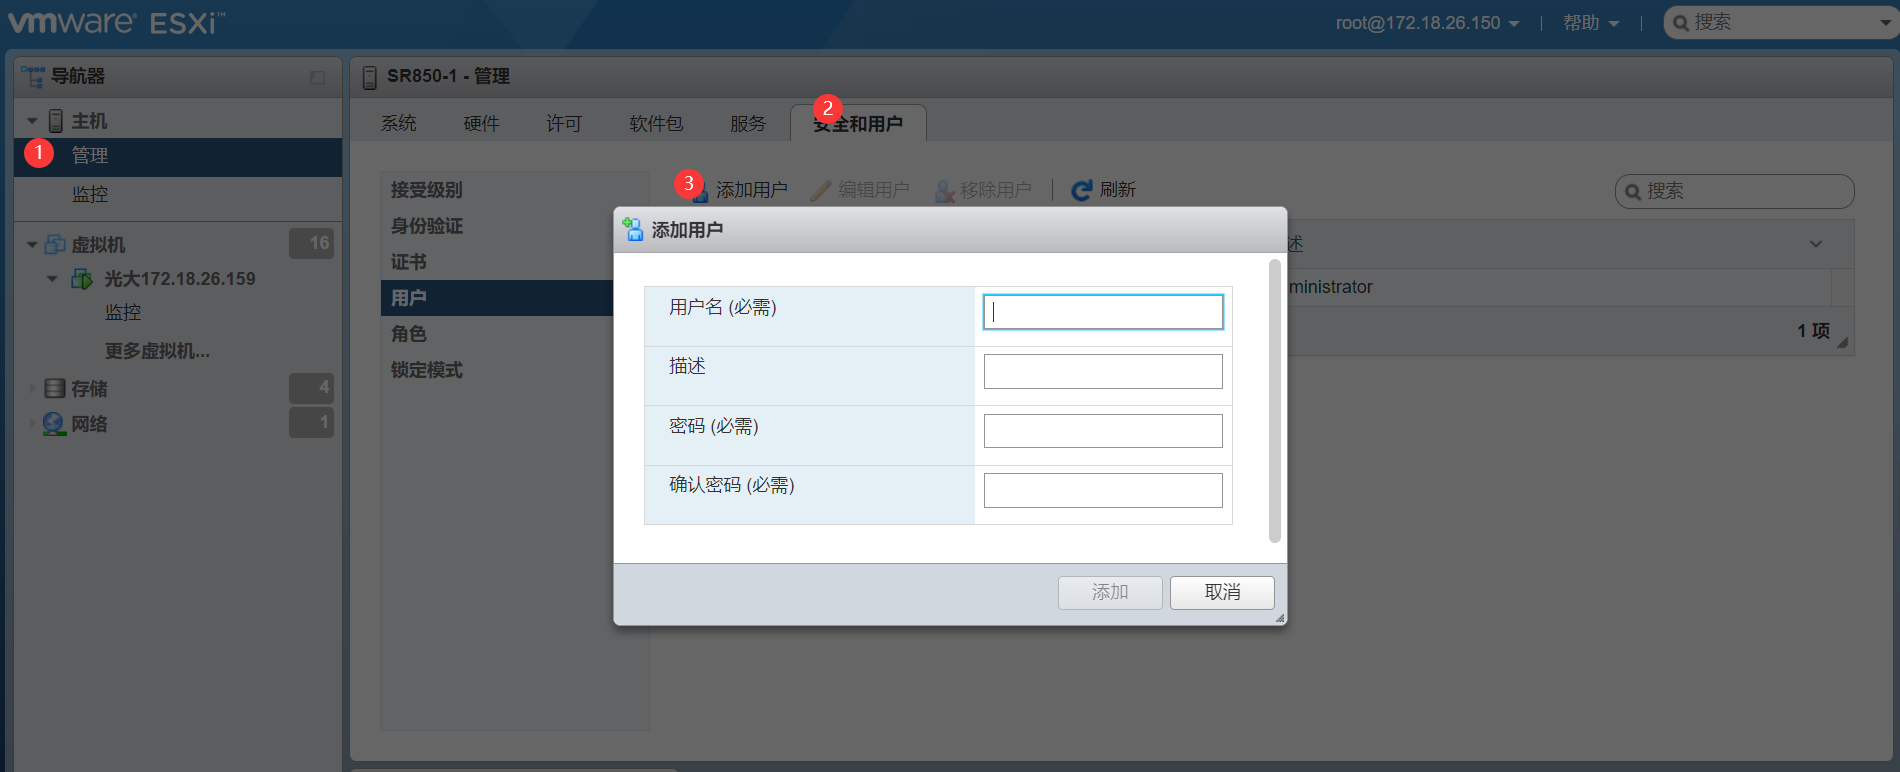 vmware ESXi™
root@172.18.26.150
帮助
搜索
导航器
主机
1
管理
监控
虚拟机
16
光大172.18.26.159
监控
更多虚拟机...
存储
4
网络
1
SR850-1 - 管理
系统
硬件
许可
软件包
服务
2
安全和用户
接受级别
身份验证
证书
用户
角色
锁定模式
3
添加用户
编辑用户
移除用户
刷新
搜索
述
ministrator
1 项
添加用户
用户名 (必需)
描述
密码 (必需)
确认密码 (必需)
添加
取消